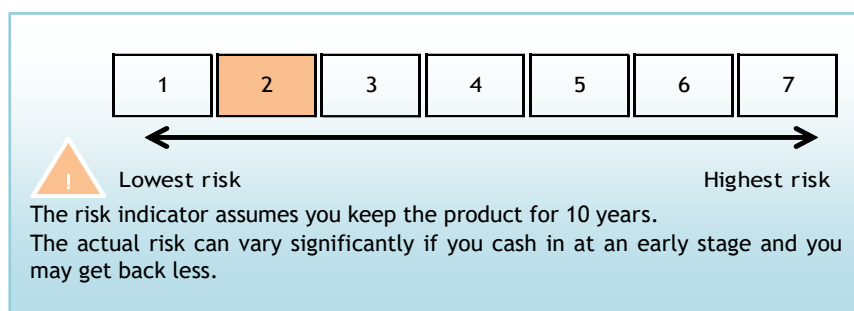 1 2 3 4 5 6 7
!
Lowest risk Highest risk
The risk indicator assumes you keep the product for 10 years.
The actual risk can vary significantly if you cash in at an early stage and you
may get back less.